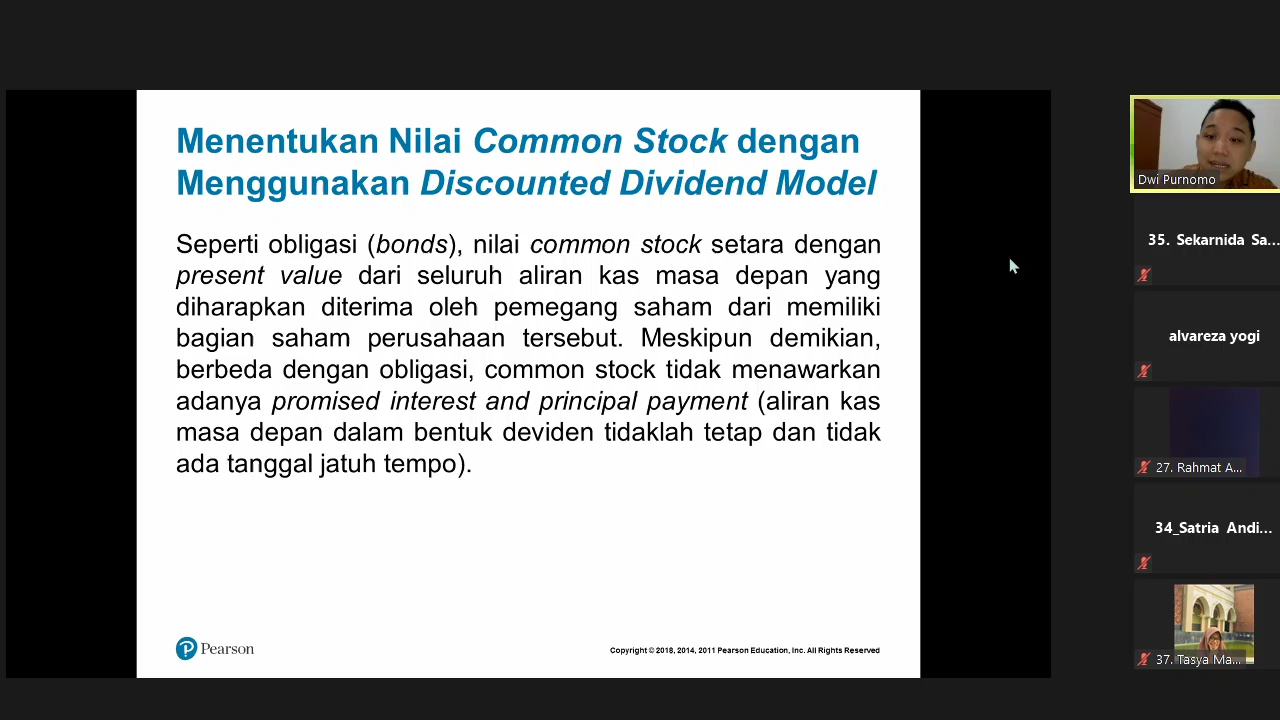 Menentukan Nilai Common Stock dengan
Menggunakan Discounted Dividend Model
Seperti obligasi (bonds), nilai common stock setara dengan
present value dari seluruh aliran kas masa depan yang
diharapkan diterima oleh pemegang saham dari memiliki
bagian saham perusahaan tersebut. Meskipun demikian,
berbeda dengan obligasi, common stock tidak menawarkan
adanya promised interest and principal payment (aliran kas
masa depan dalam bentuk deviden tidaklah tetap dan tidak
ada tanggal jatuh tempo).
Pearson
Copyright © 2018, 2014, 2011 Pearson Education, Inc. All Rights Reserved
Dwi Purnomo
35. Sekarnida Sa...
alvareza yogi
27. Rahmat A...
34_Satria Andi...
37. Tasya Ma...